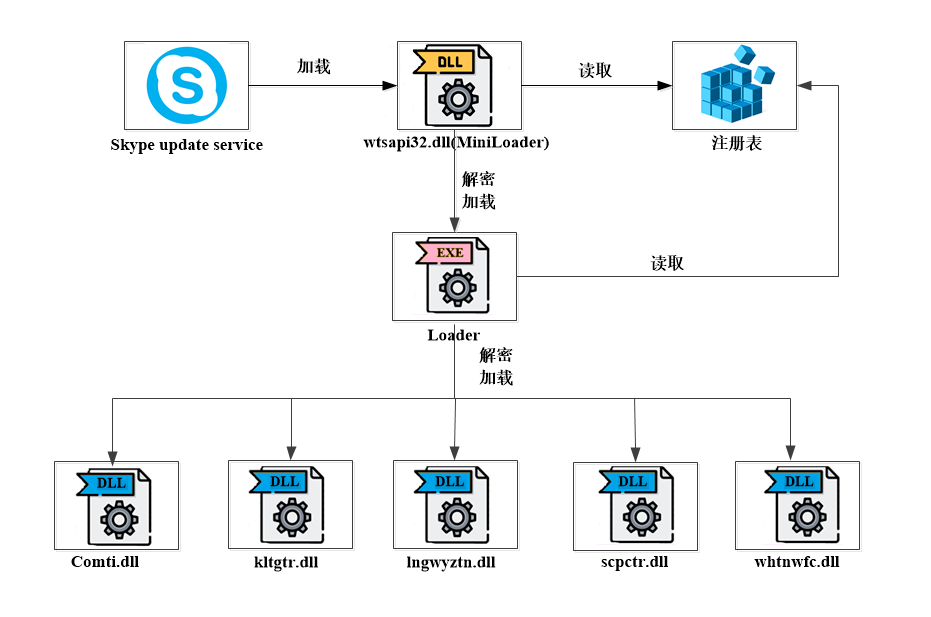 S
加载
DLL
读取
Skype update service
wtsapi32.dll(MiniLoader)
注册表
解密
加载
EXE
读取
Loader
解密
加载
DLL
DLL
DLL
DLL
DLL
Comti.dll
kltgtr.dll
lngwyztn.dll
scpctr.dll
whtnwfc.dll